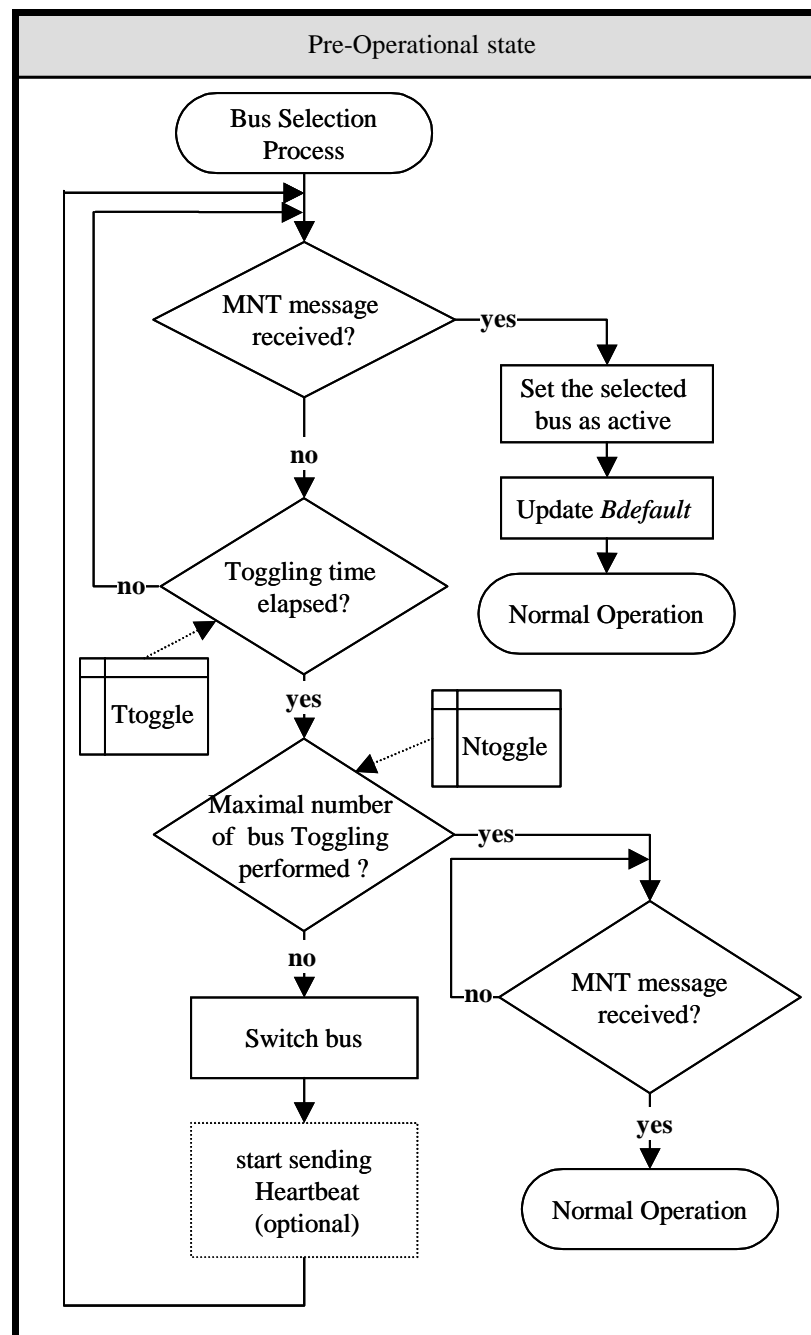 Pre-Operational state
Bus Selection
Process
MNT message
received?
yes
Set the selected
bus as active
no
Update Bdefault
Toggling time
elapsed?
no
Normal Operation
Ttoggle
yes
Ntoggle
Maximal number
of bus Toggling
performed ?
yes
no
MNT message
received?
no
Switch bus
yes
start sending
Heartbeat
(optional)
Normal Operation